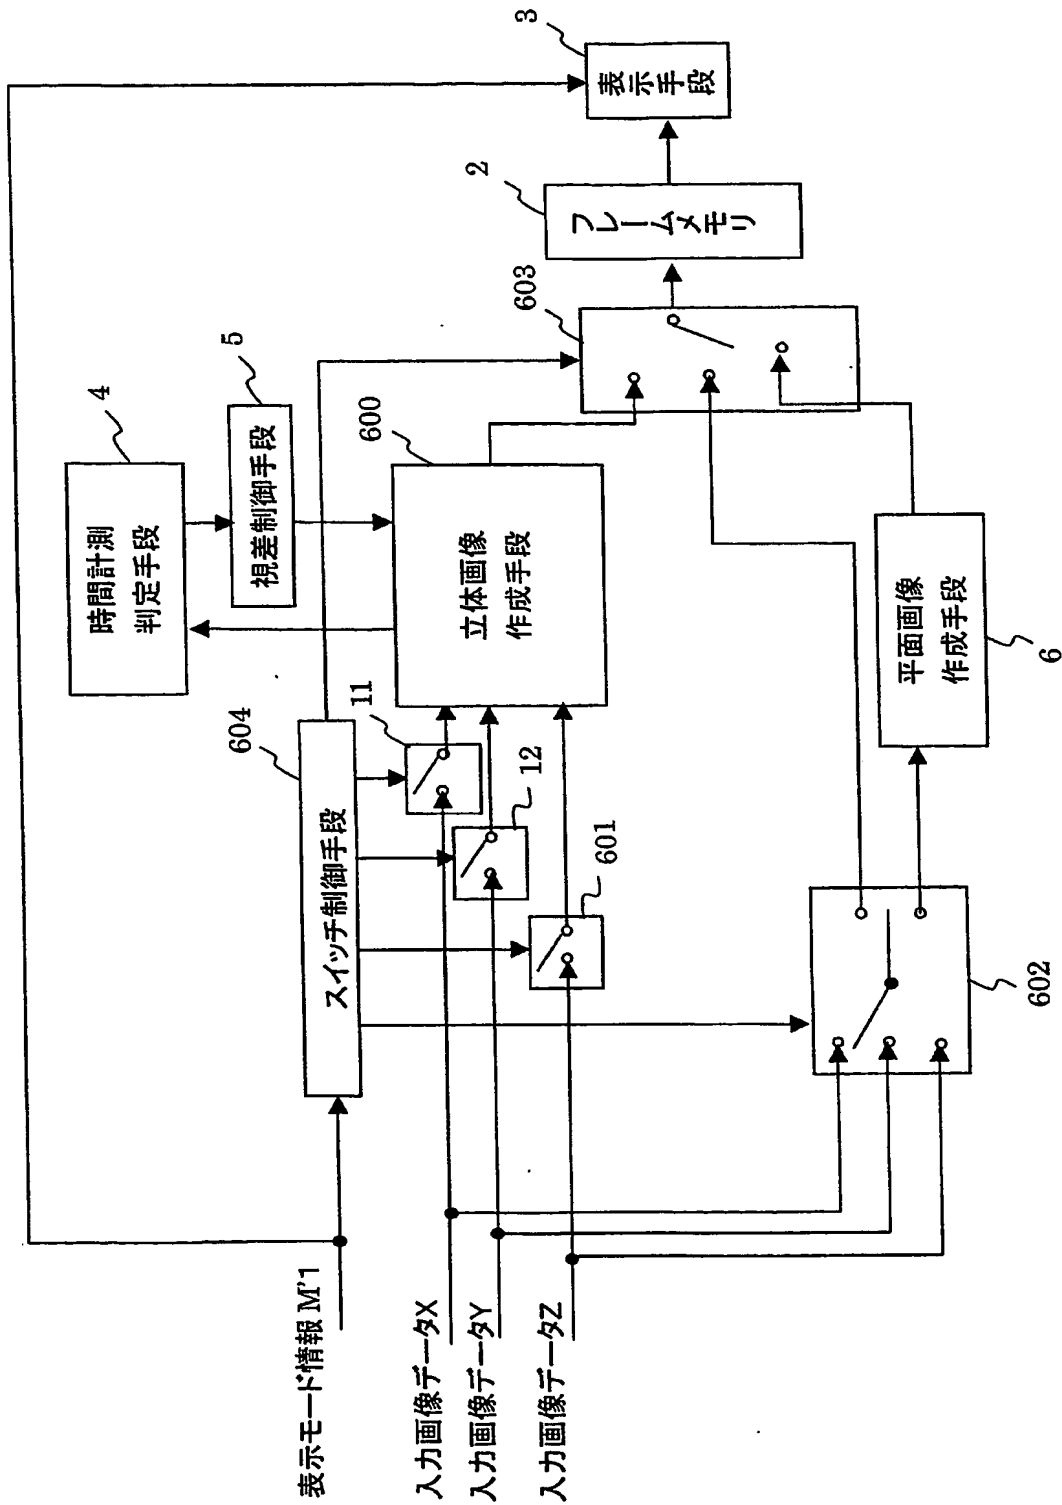 表示モード情報 M'1
入力画像データX
入力画像データY
入力画像データZ
604
スイッチ制御手段
11
12
601
602
4
時間計測
判定手段
5
視差制御手段
600
立体画像
作成手段
平面画像
作成手段
6
603
2
フレームメモリ
3
表示手段